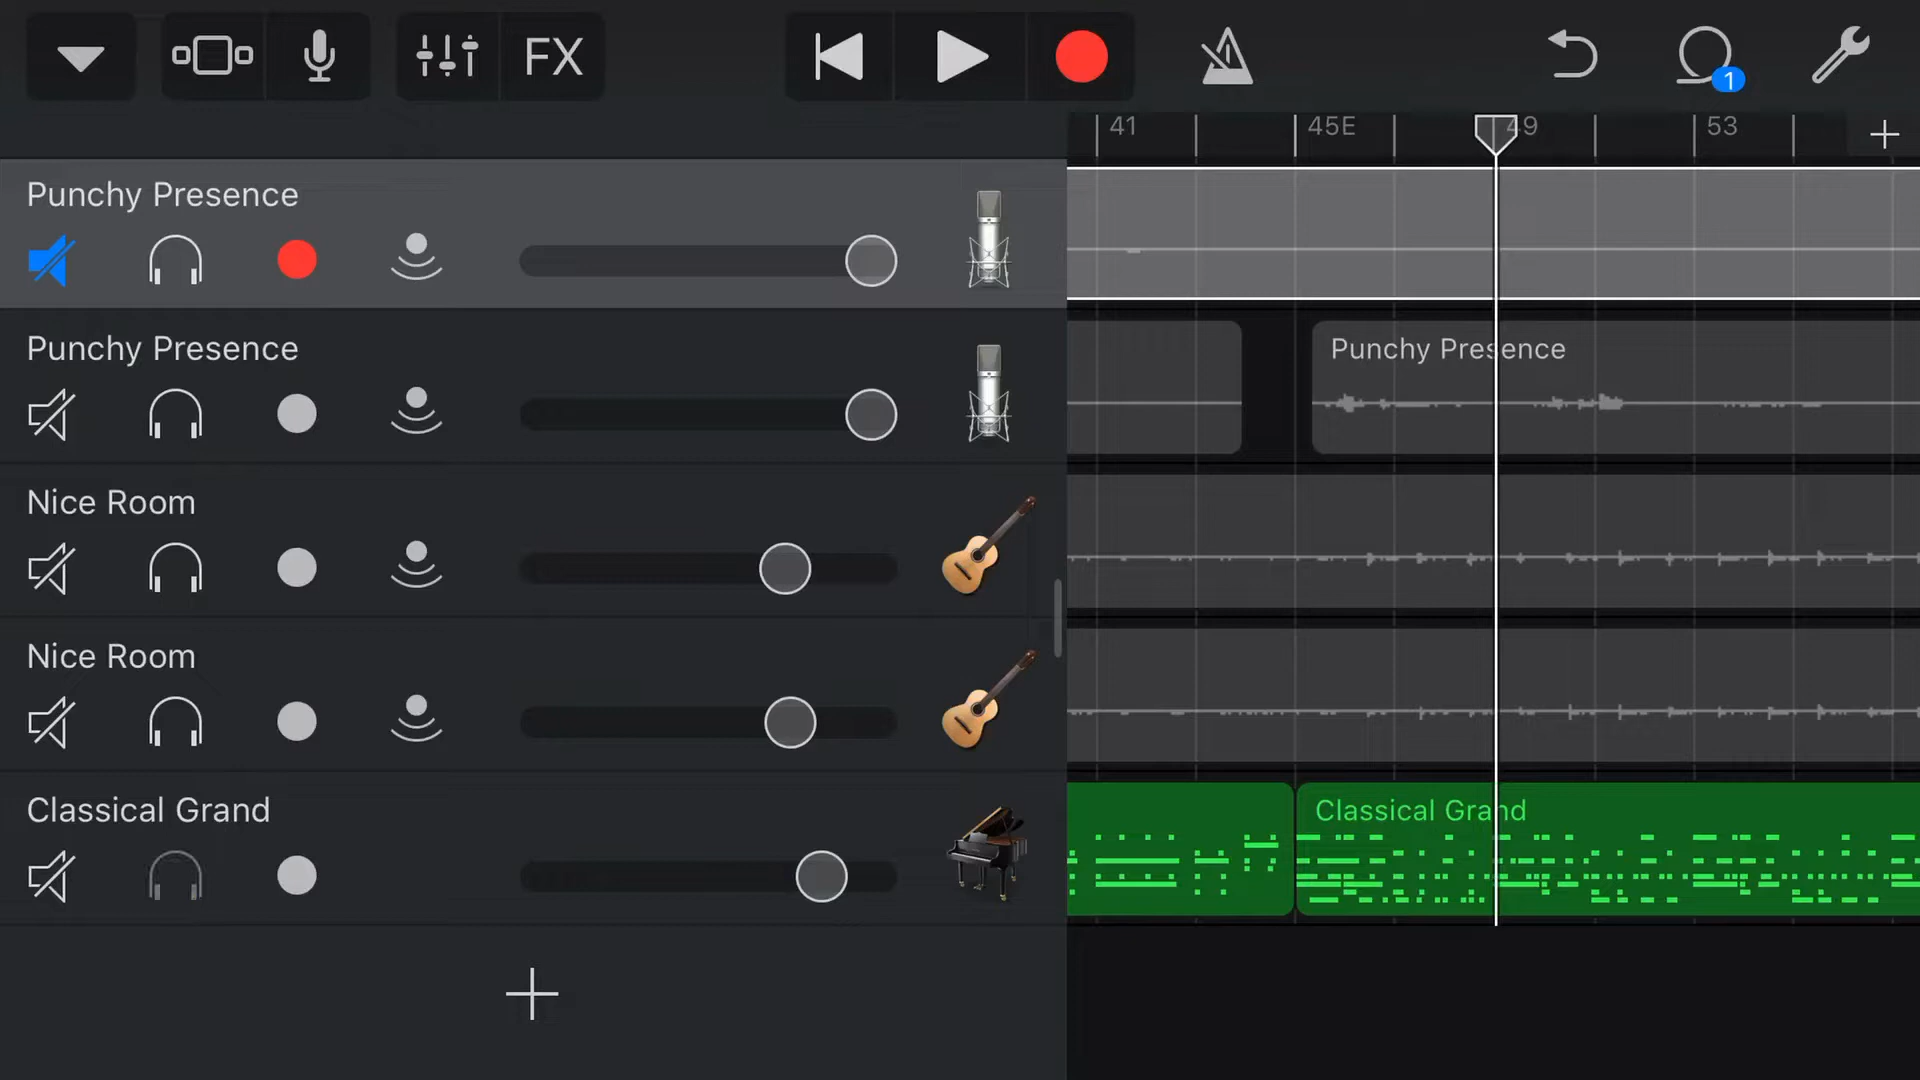 FX
1
41
45E
49
53
Punchy Presence
Punchy Presence
Punchy Presence
Nice Room
Nice Room
Classical Grand
Classical Grand